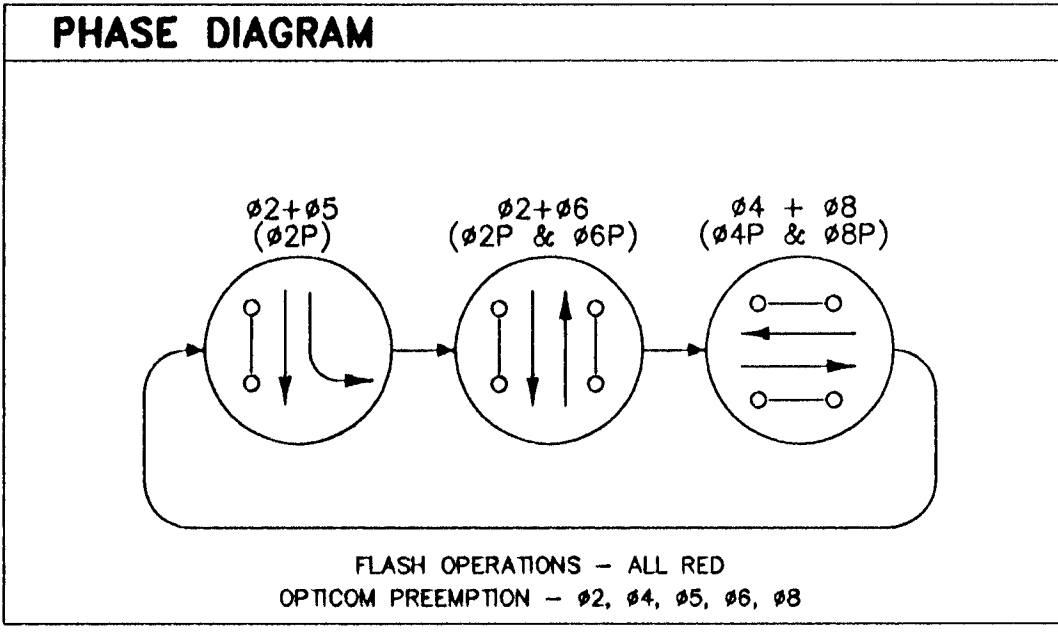 PHASE DIAGRAM
ø2+ø5
(ø2P)
ø2+ø6
(ø2P & ø6P)
ø4 + ø8
(ø4P & ø8P)
FLASH OPERATIONS – ALL RED
OPTICOM PREEMPTION – ø2, ø4, ø5, ø6, ø8